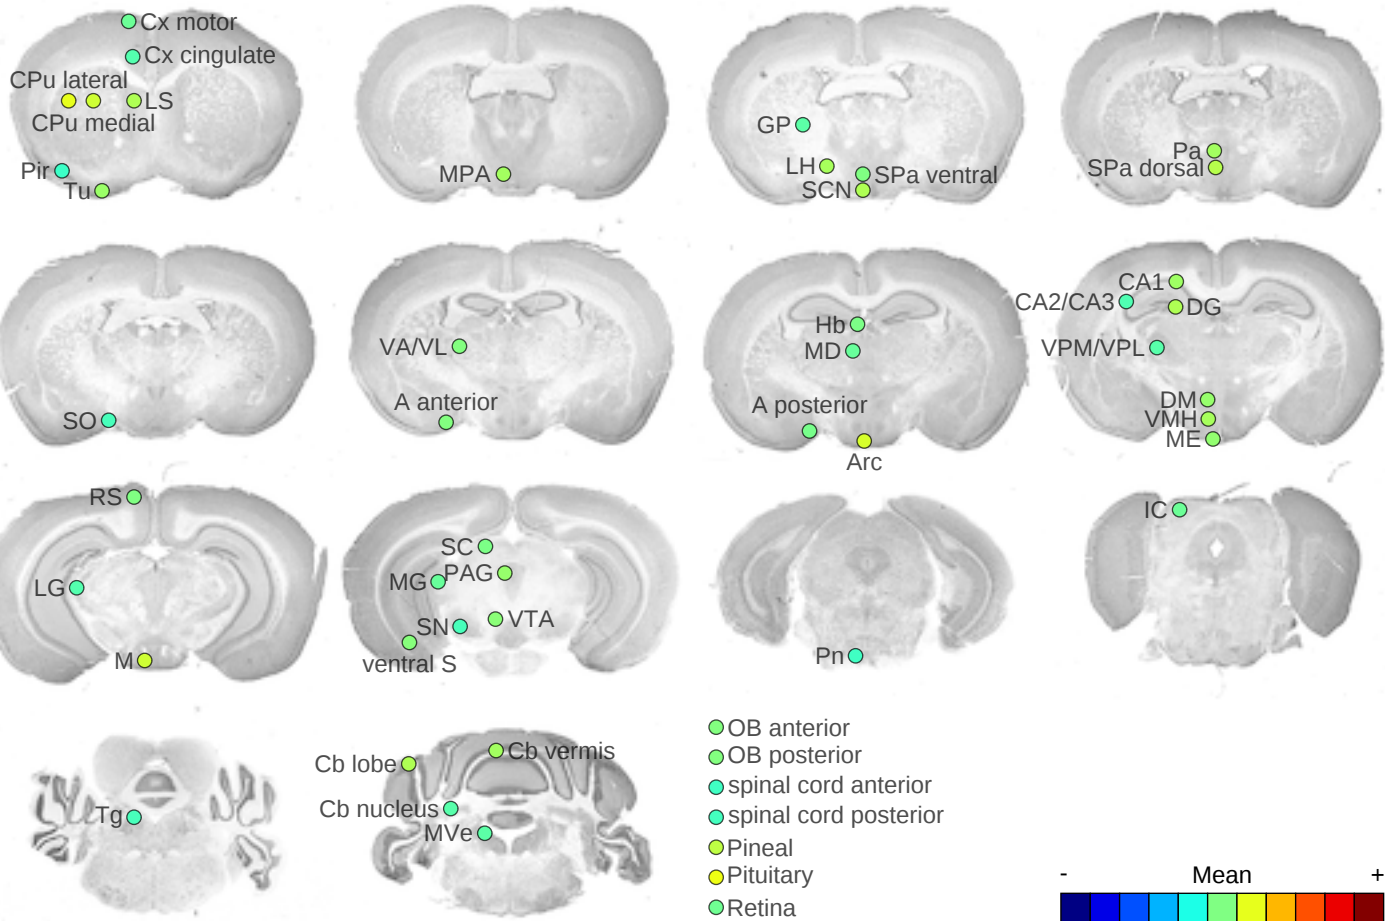 Cx motor
Cx cingulate
CPu lateral
LS
CPu medial
Pir
Tu
MPA
GP
LH
SPa ventral
SCN
Pa
SPa dorsal
SO
VA/VL
A anterior
Hb
MD
A posterior
Arc
CA1
CA2/CA3
DG
VPM/VPL
DM
VMH
ME
RS
LG
M
SC
MG
PAG
SN
VTA
ventral S
Pn
IC
Tg
Cb lobe
Cb vermis
Cb nucleus
MVe
OB anterior
OB posterior
spinal cord anterior
spinal cord posterior
Pineal
Pituitary
Retina
- Mean +